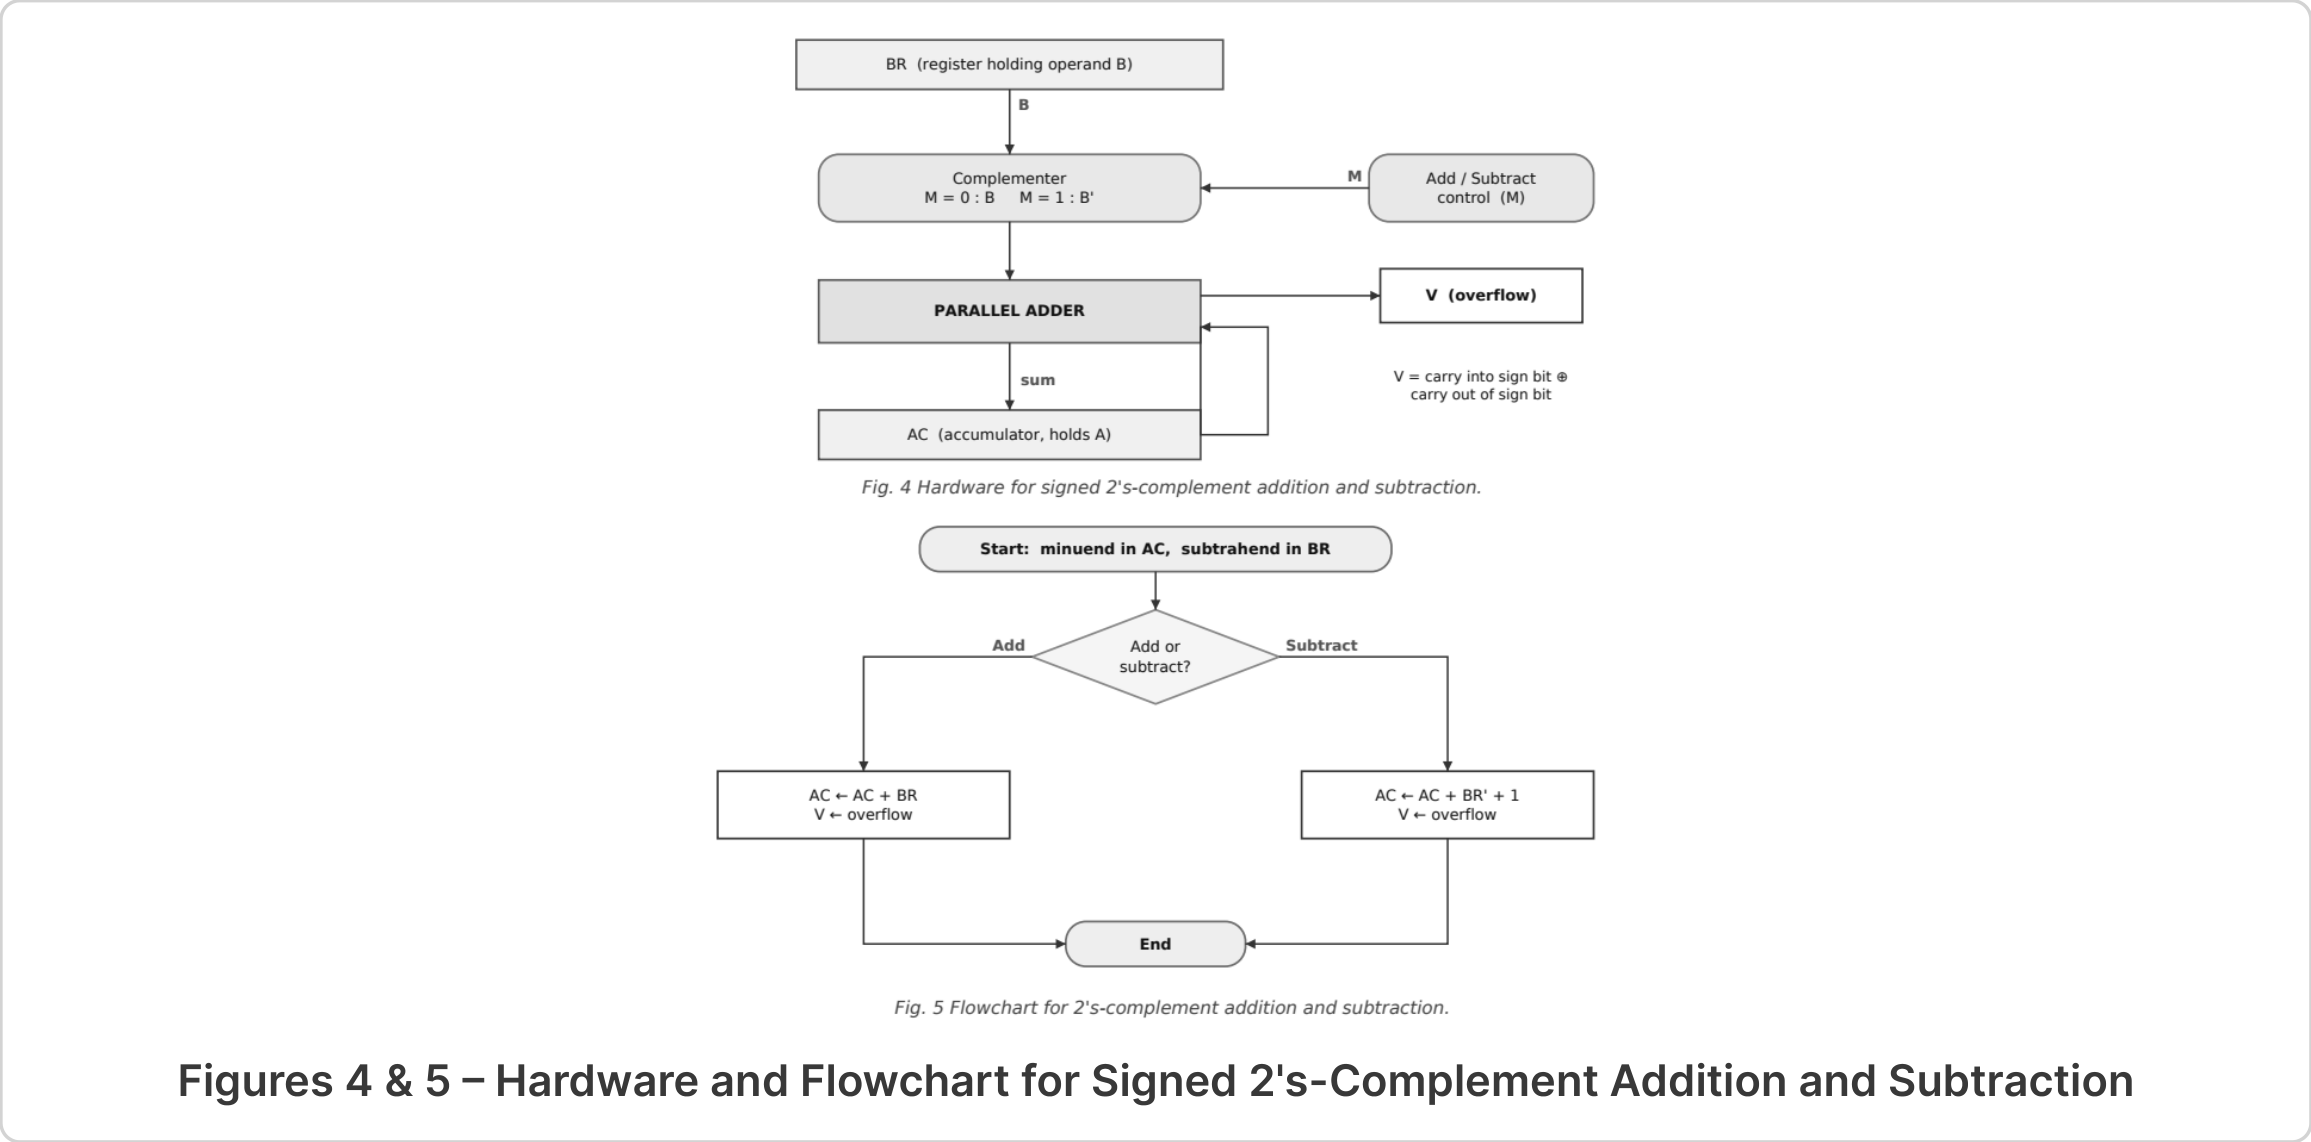 BR (register holding operand B)
B
Complementer
M = 0 : B M = 1 : B'
M
Add / Subtract
control (M)
PARALLEL ADDER
V (overflow)
sum
V = carry into sign bit ⊕
carry out of sign bit
AC (accumulator, holds A)
Fig. 4 Hardware for signed 2's-complement addition and subtraction.
Start: minuend in AC, subtrahend in BR
Add
Add or
subtract?
Subtract
AC ← AC + BR
V ← overflow
AC ← AC + BR' + 1
V ← overflow
End
Fig. 5 Flowchart for 2's-complement addition and subtraction.
Figures 4 & 5 – Hardware and Flowchart for Signed 2's-Complement Addition and Subtraction